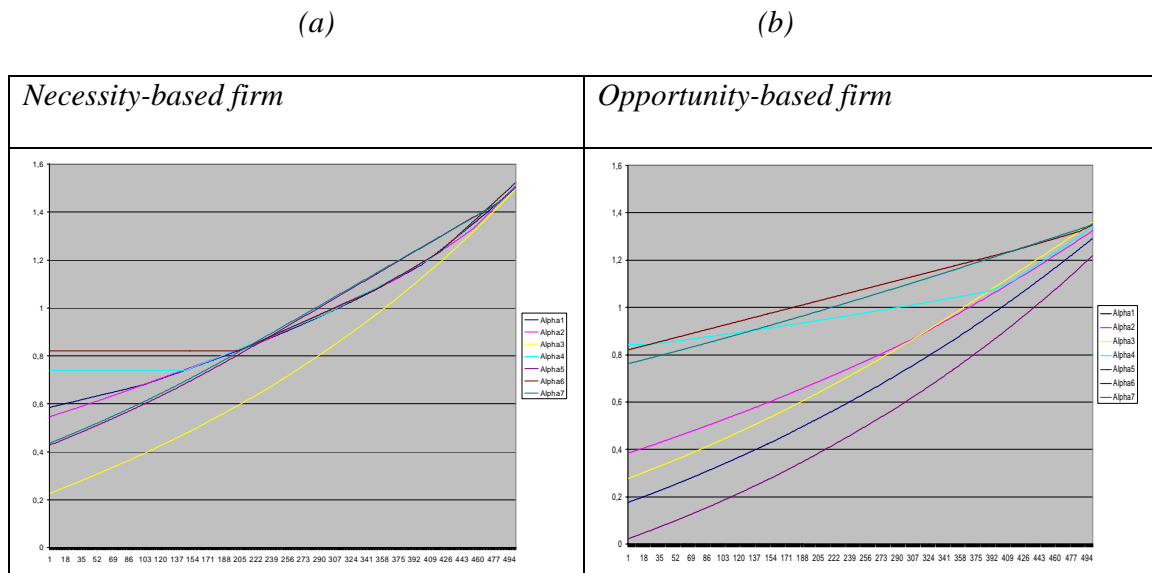 (a) (b)
Necessity-based firm
Opportunity-based firm
1,6
1,4
1,2
1
0,8
0,6
0,4
0,2
0
1 18 35 52 69 86 103 120 137 154 171 188 205 222 239 256 273 290 307 324 341 358 375 392 409 426 443 460 477 494
Alpha1
Alpha2
Alpha3
Alpha4
Alpha5
Alpha6
Alpha7
1,6
1,4
1,2
1
0,8
0,6
0,4
0,2
0
1 18 35 52 69 86 103 120 137 154 171 188 205 222 239 256 273 290 307 324 341 358 375 392 409 426 443 460 477 494
Alpha1
Alpha2
Alpha3
Alpha4
Alpha5
Alpha6
Alpha7